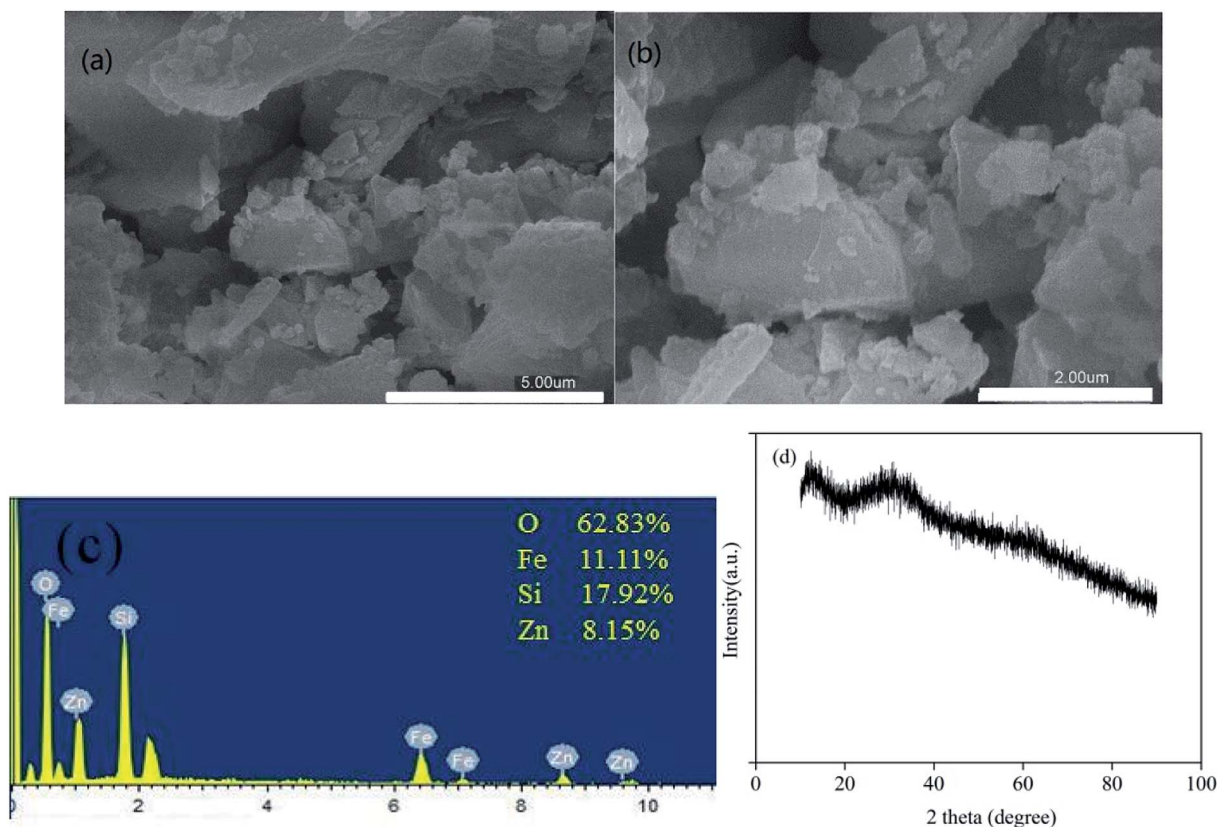 (a)
5.00um
(b)
2.00um
(c)
O 62.83%
Fe 11.11%
Si 17.92%
Zn 8.15%
O
Fe
Si
Zn
Fe
Fe
Zn
Zn
0 2 4 6 8 10
(d)
Intensity(a.u.)
0 20 40 60 80 100
2 theta (degree)